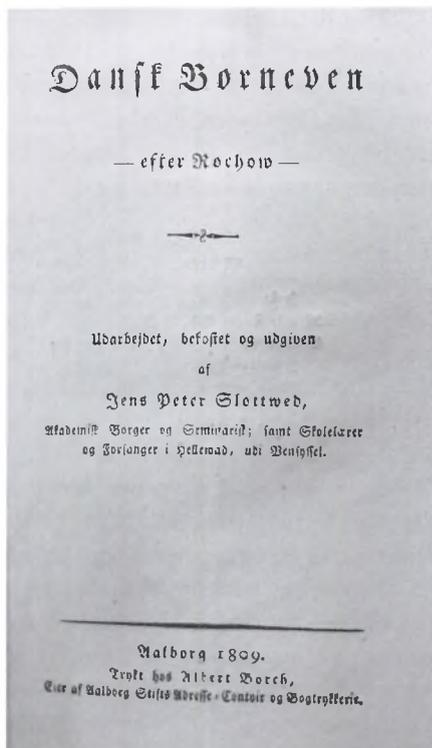 Dansk Borneven
— efter Rochow —
Udarbejdet, bekostet og udgiven
af
Jens Peter Slottwed,
Akademisk Borger og Seminarist; samt Skolelærer
og Forsanger i Hellewad, udi Vensyssel.
Aalborg 1809.
Trykt hos Albert Borch,
Eier af Aalborg Stifts Adresse-Contoir og Bogtrykkerie.